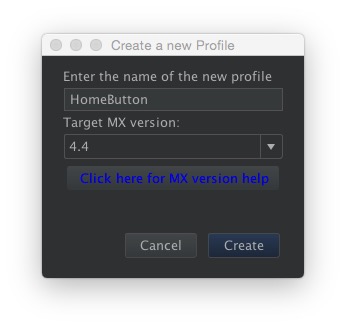 Create a new Profile
Enter the name of the new profile
HomeButton
Target MX version:
4.4
Click here for MX version help
Cancel Create